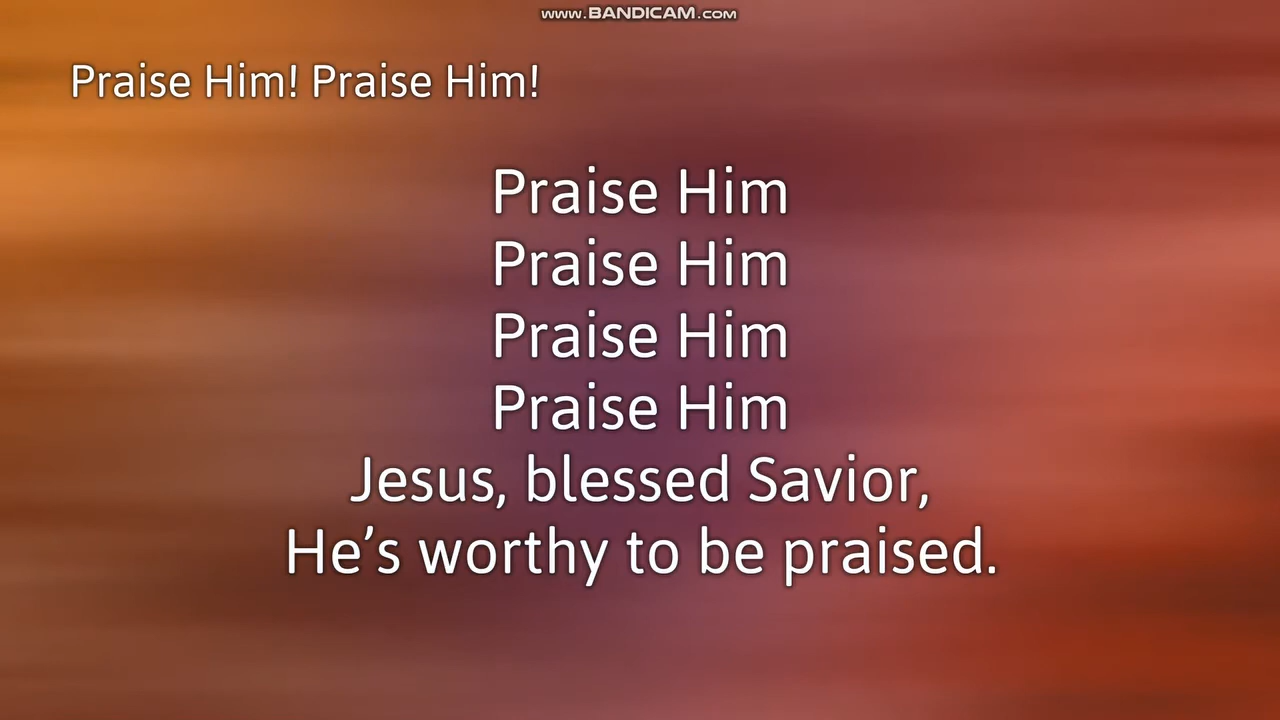 www.BANDICAM.com
Praise Him! Praise Him!
Praise Him
Praise Him
Praise Him
Praise Him
Jesus, blessed Savior,
He’s worthy to be praised.